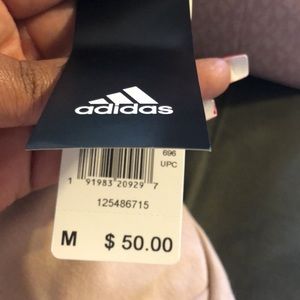 adidas
696
UPC
1 91983 20929 7
125486715
M $ 50.00